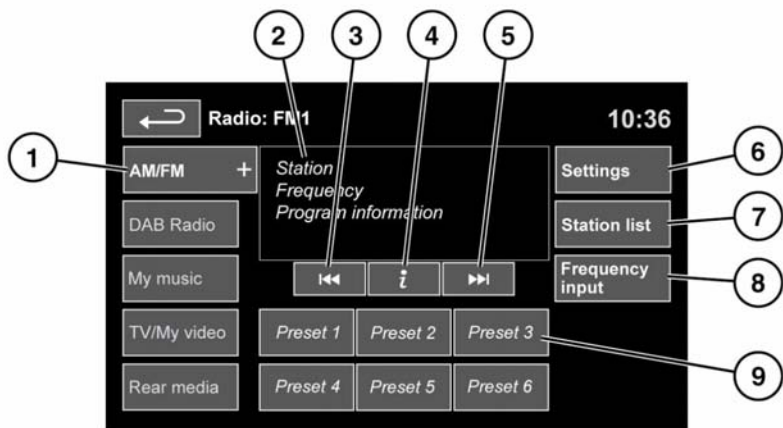 2
3
4
5
Radio: FM1
10:36
1
AM/FM +
Station
Frequency
Program information
Settings
6
DAB Radio
Station list
7
My music
i
Frequency
input
8
TV/My video
Preset 1
Preset 2
Preset 3
9
Rear media
Preset 4
Preset 5
Preset 6